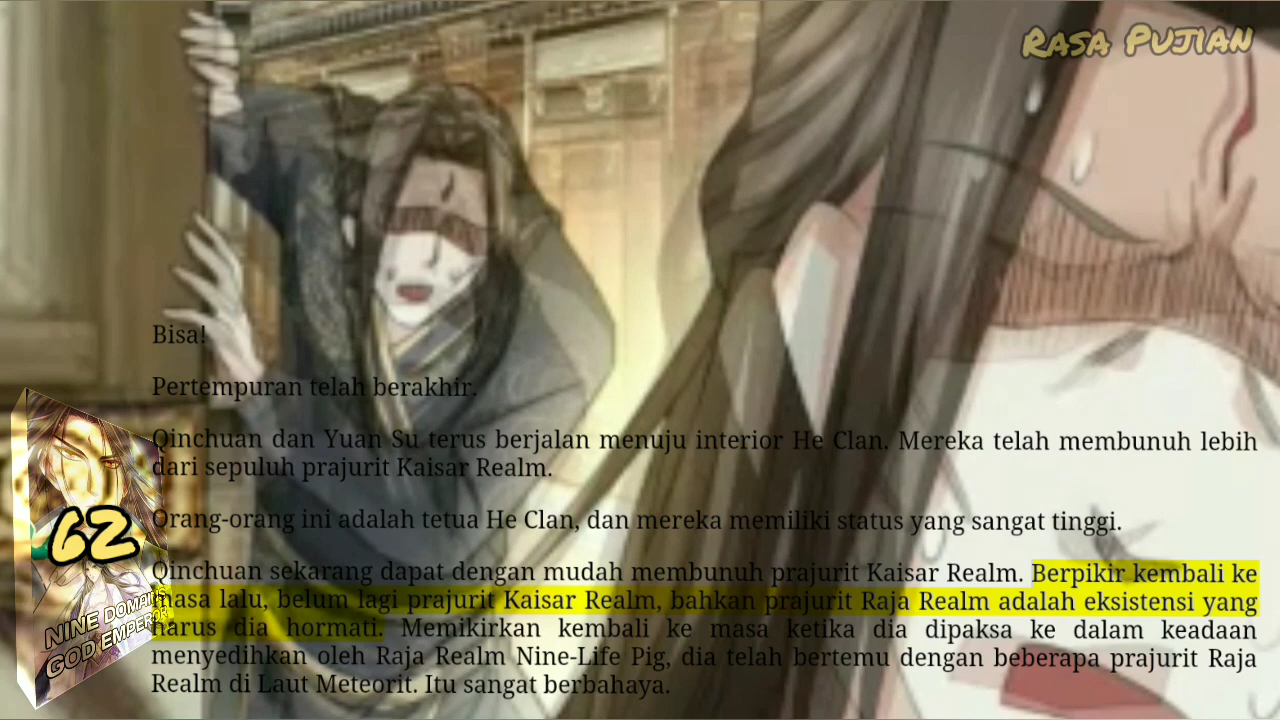 Rasa Pujian
Bisa!
Pertempuran telah berakhir.
Qinchuan dan Yuan Su terus berjalan menuju interior He Clan. Mereka telah membunuh lebih
dari sepuluh prajurit Kaisar Realm.
Orang-orang ini adalah tetua He Clan, dan mereka memiliki status yang sangat tinggi.
Qinchuan sekarang dapat dengan mudah membunuh prajurit Kaisar Realm. Berpikir kembali ke
masa lalu, belum lagi prajurit Kaisar Realm, bahkan prajurit Raja Realm adalah eksistensi yang
harus dia hormati. Memikirkan kembali ke masa ketika dia dipaksa ke dalam keadaan
menyedihkan oleh Raja Realm Nine-Life Pig, dia telah bertemu dengan beberapa prajurit Raja
Realm di Laut Meteorit. Itu sangat berbahaya.
62
NINE DOMAINS
GOD EMPEROR